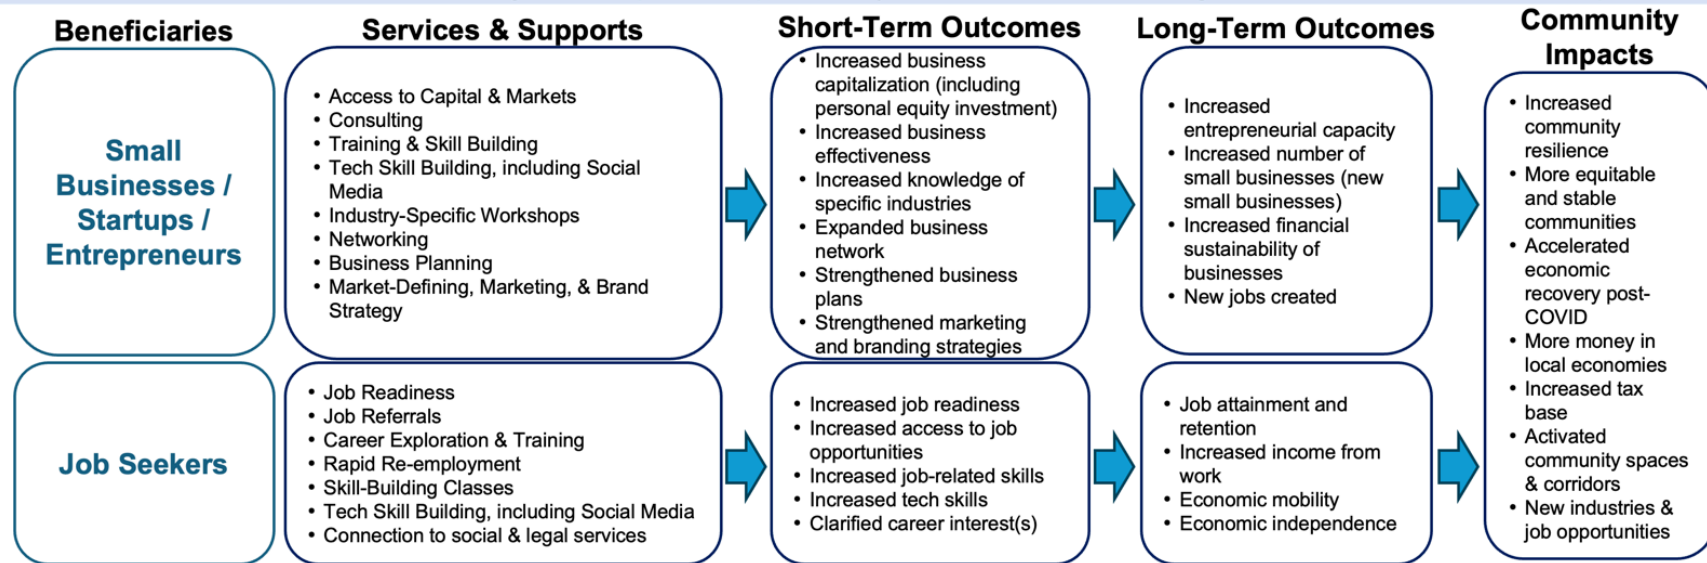 Beneficiaries
Services & Supports
Short-Term Outcomes
Long-Term Outcomes
Community
Impacts
Small
Businesses /
Startups /
Entrepreneurs
• Access to Capital & Markets
• Consulting
• Training & Skill Building
• Tech Skill Building, including Social
Media
• Industry-Specific Workshops
• Networking
• Business Planning
• Market-Defining, Marketing, & Brand
Strategy
• Increased business
capitalization (including
personal equity investment)
• Increased business
effectiveness
• Increased knowledge of
specific industries
• Expanded business
network
• Strengthened business
plans
• Strengthened marketing
and branding strategies
• Increased
entrepreneurial capacity
• Increased number of
small businesses (new
small businesses)
• Increased financial
sustainability of
businesses
• New jobs created
Job Seekers
• Job Readiness
• Job Referrals
• Career Exploration & Training
• Rapid Re-employment
• Skill-Building Classes
• Tech Skill Building, including Social Media
• Connection to social & legal services
• Increased job readiness
• Increased access to job
opportunities
• Increased job-related skills
• Increased tech skills
• Clarified career interest(s)
• Job attainment and
retention
• Increased income from
work
• Economic mobility
• Economic independence
• Increased
community
resilience
• More equitable
and stable
communities
• Accelerated
economic
recovery post-
COVID
• More money in
local economies
• Increased tax
base
• Activated
community spaces
& corridors
• New industries &
job opportunities